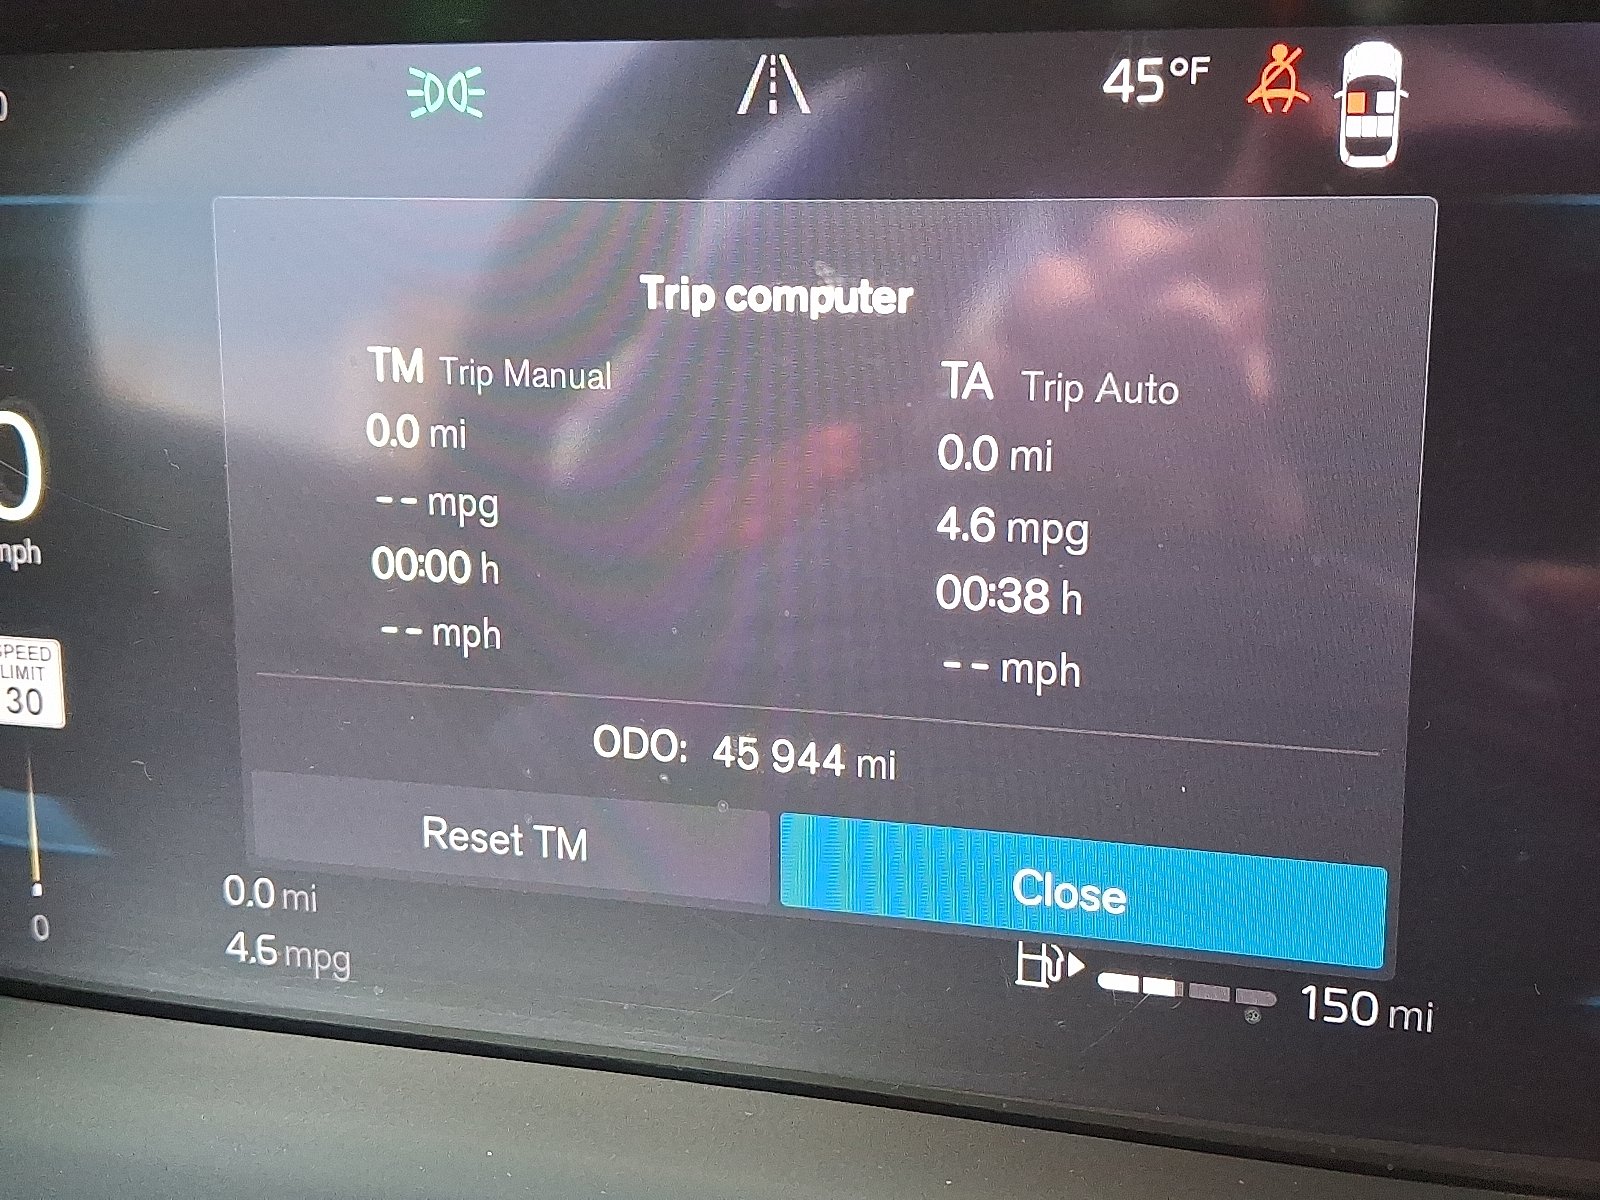 45°F
Trip computer
TM Trip Manual
0.0 mi
-- mpg
00:00 h
-- mph
TA Trip Auto
0.0 mi
4.6 mpg
00:38 h
-- mph
ODO: 45 944 mi
Reset TM
Close
0
mph
SPEED
LIMIT
30
0
0.0 mi
4.6 mpg
150 mi